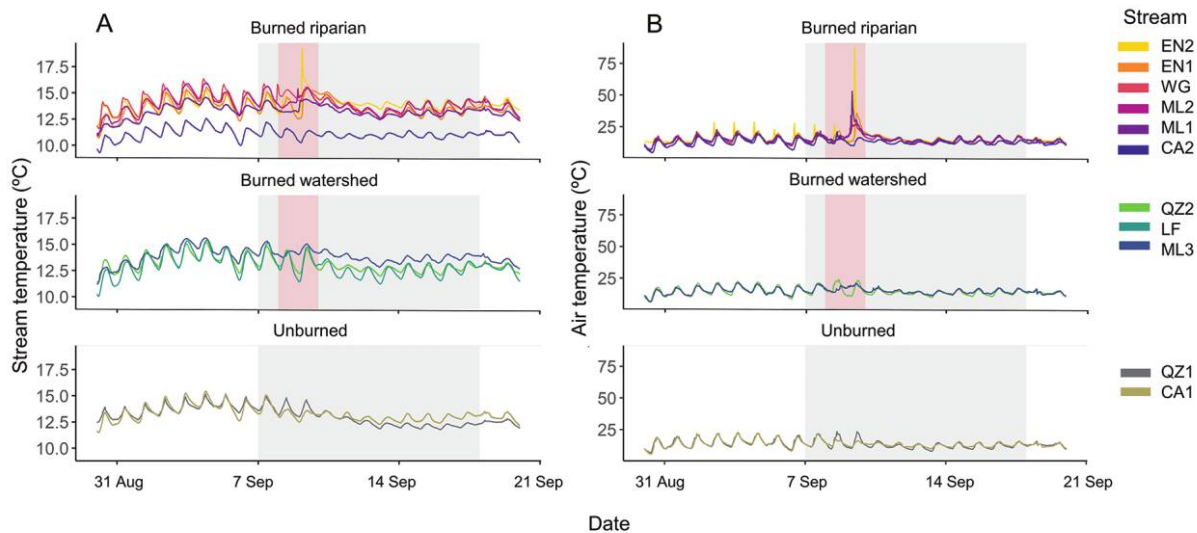 A
B
Stream
Burned riparian
Burned riparian
17.5
15.0
12.5
10.0
75
50
25
EN2
EN1
WG
ML2
ML1
CA2
Burned watershed
Burned watershed
17.5
15.0
12.5
10.0
75
50
25
QZ2
LF
ML3
Stream temperature (ºC)
Air temperature (ºC)
Unburned
Unburned
17.5
15.0
12.5
10.0
75
50
25
QZ1
CA1
31 Aug
7 Sep
14 Sep
21 Sep
31 Aug
7 Sep
14 Sep
21 Sep
Date